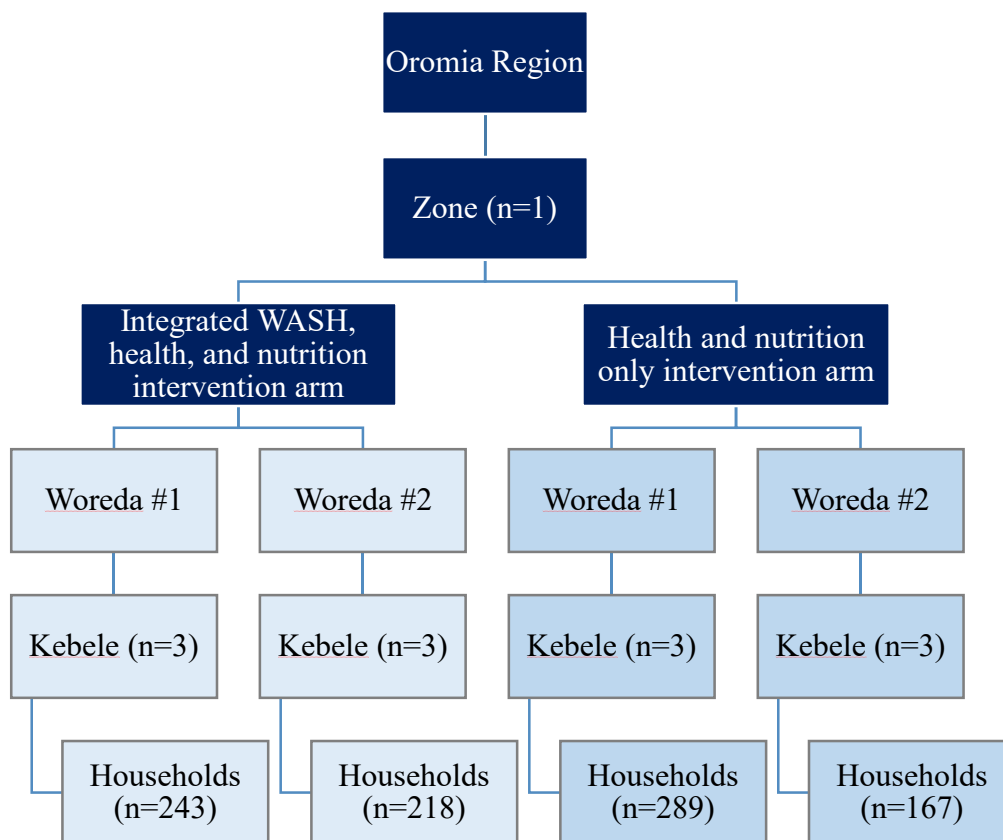 Oromia Region
Zone (n=1)
Integrated WASH,
health, and nutrition
intervention arm
Health and nutrition
only intervention arm
Woreda #1
Woreda #2
Woreda #1
Woreda #2
Kebele (n=3)
Kebele (n=3)
Kebele (n=3)
Kebele (n=3)
Households
(n=243)
Households
(n=218)
Households
(n=289)
Households
(n=167)